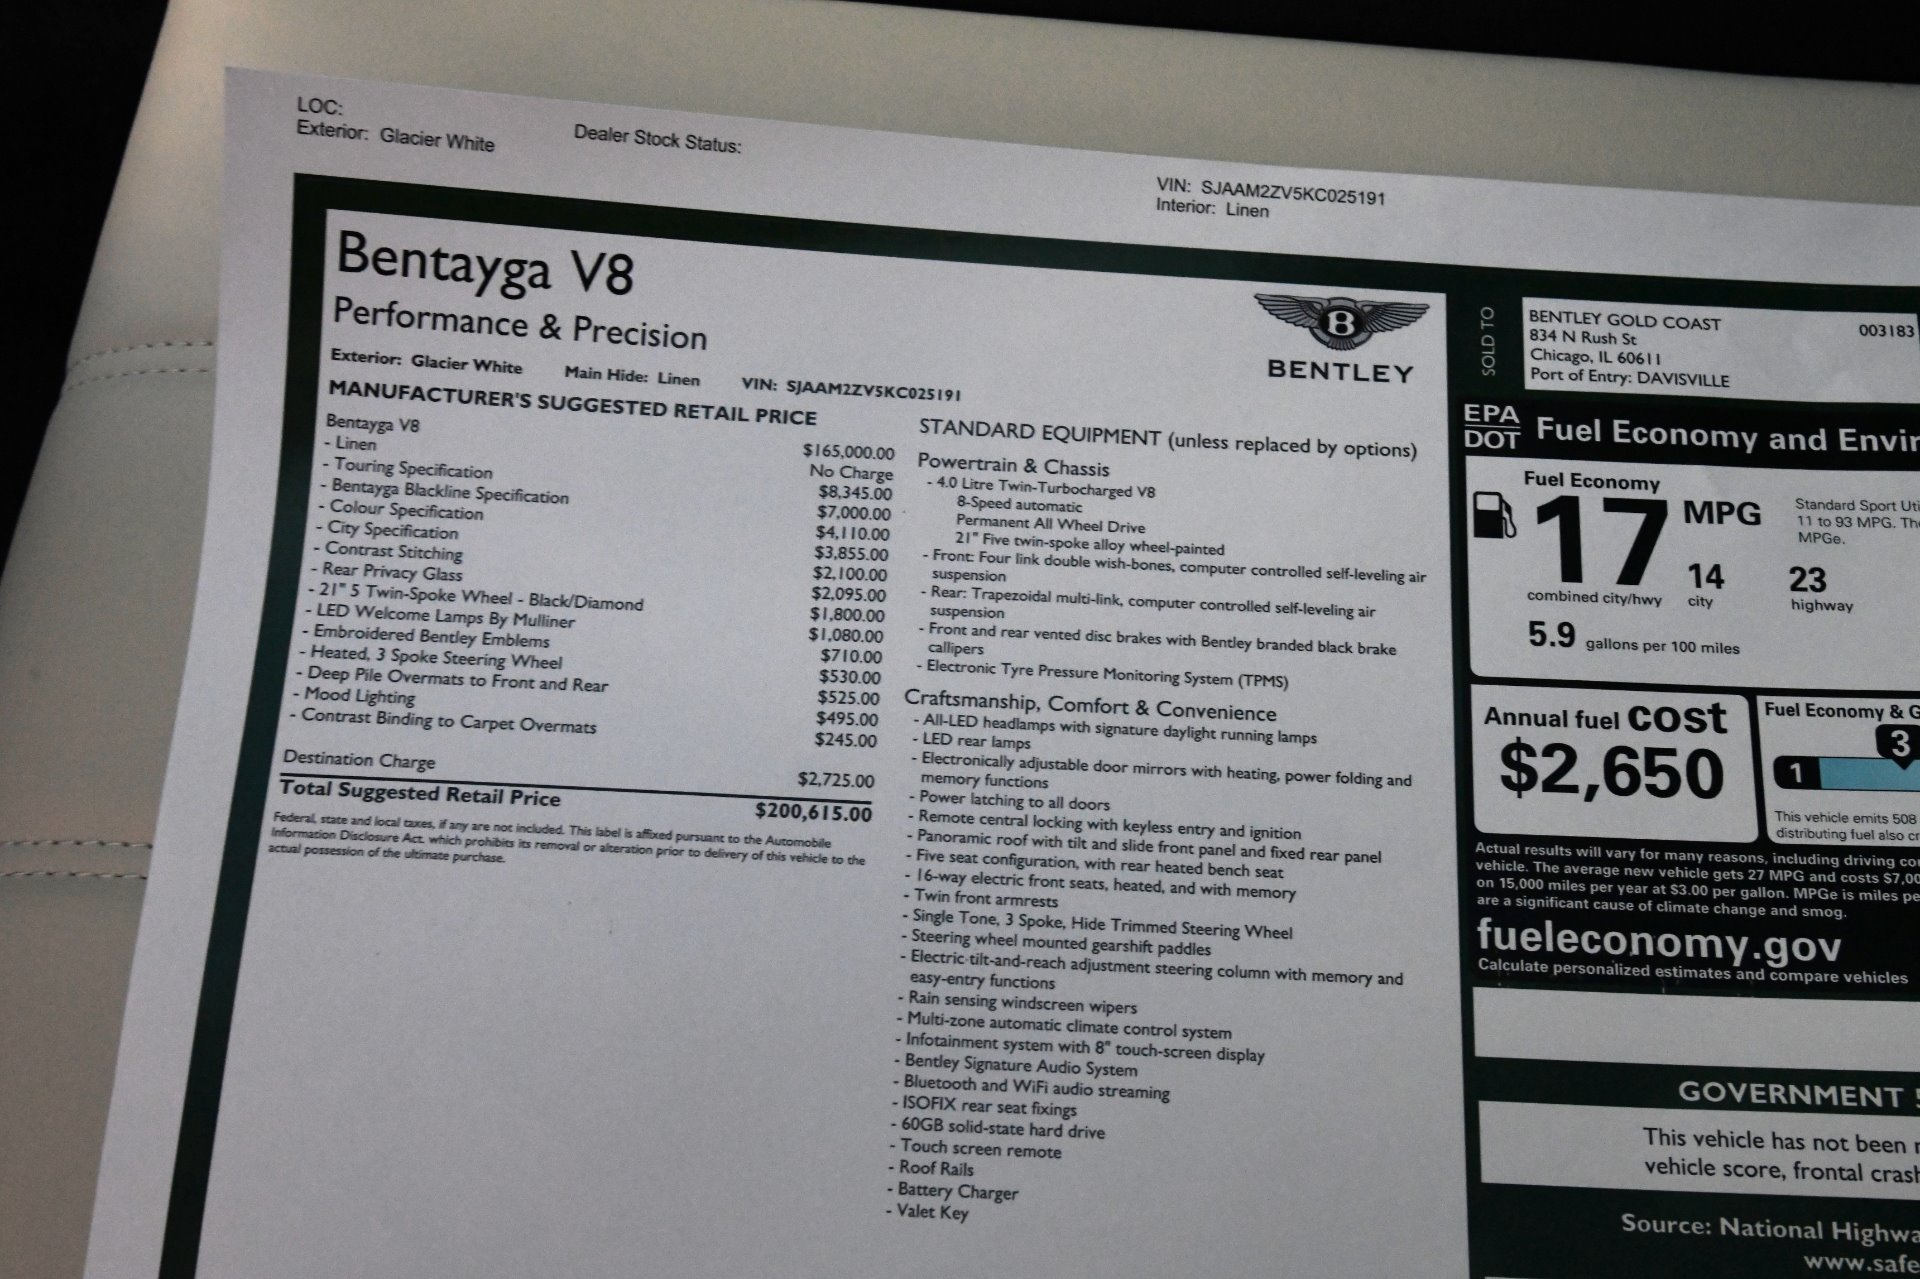 LOC:
Exterior: Glacier White
Dealer Stock Status:
VIN: SJAAM2ZV5KC025191
Interior: Linen
Bentayga V8
Performance & Precision
Exterior: Glacier White Main Hide: Linen VIN: SJAAM2ZV5KC025191
B
BENTLEY
MANUFACTURER'S SUGGESTED RETAIL PRICE
Bentayga V8 $165,000.00
- Linen No Charge
- Touring Specification $8,345.00
- Bentayga Blackline Specification $7,000.00
- Colour Specification $4,110.00
- City Specification $3,855.00
- Contrast Stitching $2,100.00
- Rear Privacy Glass $2,095.00
- 21" 5 Twin-Spoke Wheel - Black/Diamond $1,800.00
- LED Welcome Lamps By Mulliner $1,080.00
- Embroidered Bentley Emblems $710.00
- Heated, 3 Spoke Steering Wheel $530.00
- Deep Pile Overmats to Front and Rear $525.00
- Mood Lighting $495.00
- Contrast Binding to Carpet Overmats $245.00
Destination Charge $2,725.00
Total Suggested Retail Price $200,615.00
Federal, state and local taxes, if any are not included. This label is affixed pursuant to the Automobile
Information Disclosure Act. which prohibits its removal or alteration prior to delivery of this vehicle to the
actual possession of the ultimate purchase.
STANDARD EQUIPMENT (unless replaced by options)
Powertrain & Chassis
- 4.0 Litre Twin-Turbocharged V8
8-Speed automatic
Permanent All Wheel Drive
21" Five twin-spoke alloy wheel-painted
- Front: Four link double wish-bones, computer controlled self-leveling air
suspension
- Rear: Trapezoidal multi-link, computer controlled self-leveling air
suspension
- Front and rear vented disc brakes with Bentley branded black brake
callipers
- Electronic Tyre Pressure Monitoring System (TPMS)
Craftsmanship, Comfort & Convenience
- All-LED headlamps with signature daylight running lamps
- LED rear lamps
- Electronically adjustable door mirrors with heating, power folding and
memory functions
- Power latching to all doors
- Remote central locking with keyless entry and ignition
- Panoramic roof with tilt and slide front panel and fixed rear panel
- Five seat configuration, with rear heated bench seat
- 16-way electric front seats, heated, and with memory
- Twin front armrests
- Single Tone, 3 Spoke, Hide Trimmed Steering Wheel
- Steering wheel mounted gearshift paddles
- Electric tilt-and-reach adjustment steering column with memory and
easy-entry functions
- Rain sensing windscreen wipers
- Multi-zone automatic climate control system
- Infotainment system with 8" touch-screen display
- Bentley Signature Audio System
- Bluetooth and WiFi audio streaming
- ISOFIX rear seat fixings
- 60GB solid-state hard drive
- Touch screen remote
- Roof Rails
- Battery Charger
- Valet Key
SOLD TO
BENTLEY GOLD COAST 003183
834 N Rush St
Chicago, IL 60611
Port of Entry: DAVISVILLE
EPA
DOT
Fuel Economy and Envir
Fuel Economy
17 MPG
combined city/hwy
14
city
23
highway
Standard Sport Uti
11 to 93 MPG. The
MPGe.
5.9 gallons per 100 miles
Annual fuel cost
$2,650
Fuel Economy & G
3
1
This vehicle emits 508
distributing fuel also cr
Actual results will vary for many reasons, including driving co
vehicle. The average new vehicle gets 27 MPG and costs $7,00
on 15,000 miles per year at $3.00 per gallon. MPGe is miles pe
are a significant cause of climate change and smog.
fueleconomy.gov
Calculate personalized estimates and compare vehicles
GOVERNMENT 5
This vehicle has not been r
vehicle score, frontal crash
Source: National Highwa
www.safe